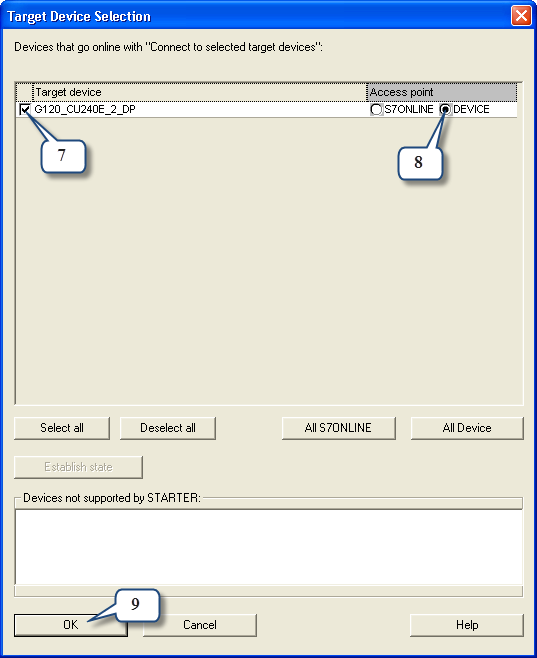 Target Device Selection
Devices that go online with "Connect to selected target devices":
Target device Access point
G120_CU240E_2_DP S7ONLINE DEVICE
7 8
Select all Deselect all All S7ONLINE All Device
Establish state
Devices not supported by STARTER:
9
OK Cancel Help